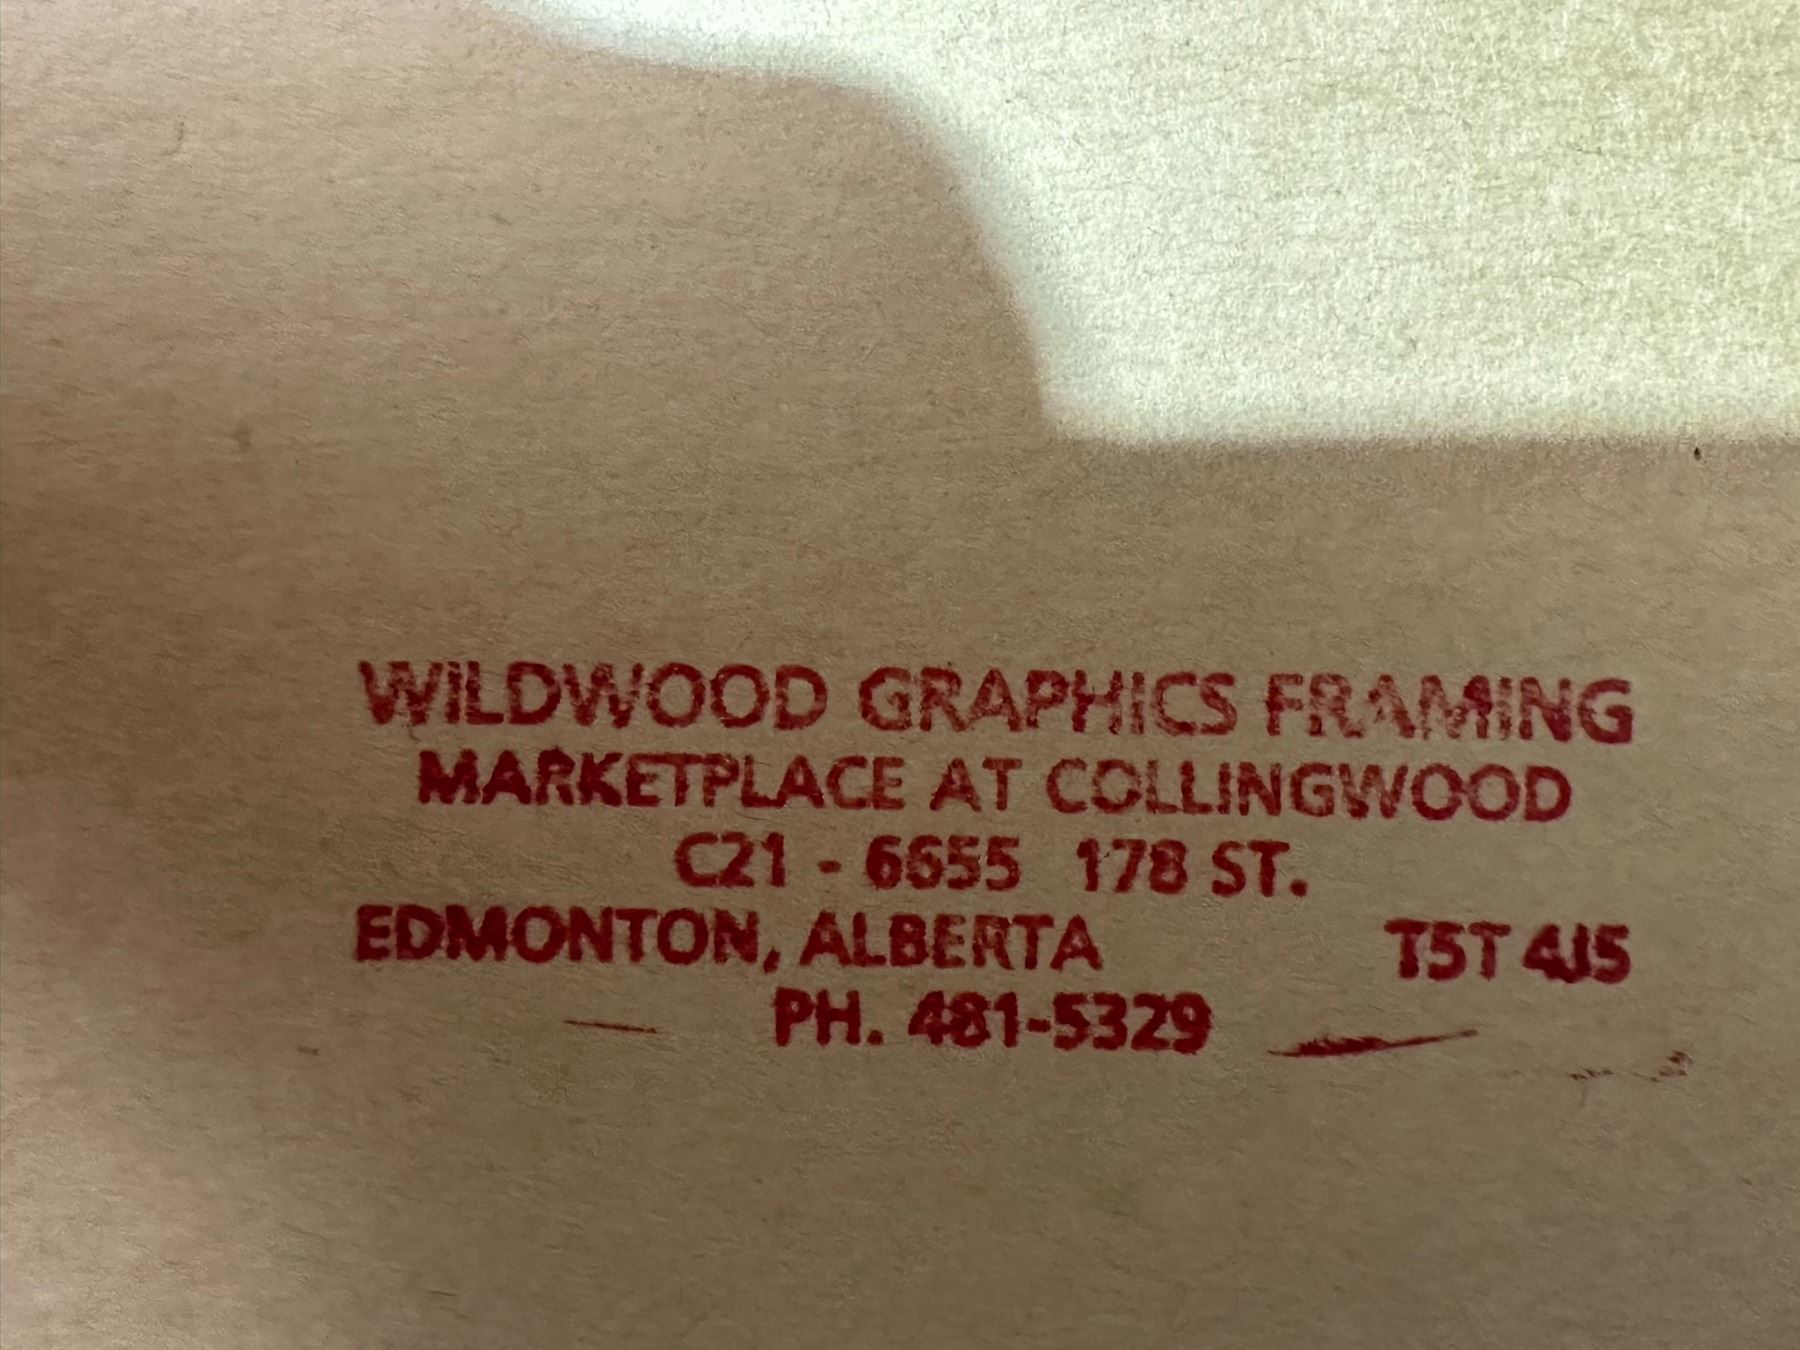 WILDWOOD GRAPHICS FRAMING
MARKETPLACE AT COLLINGWOOD
C21 - 6655 178 ST.
EDMONTON, ALBERTA T5T 4J5
PH. 481-5329